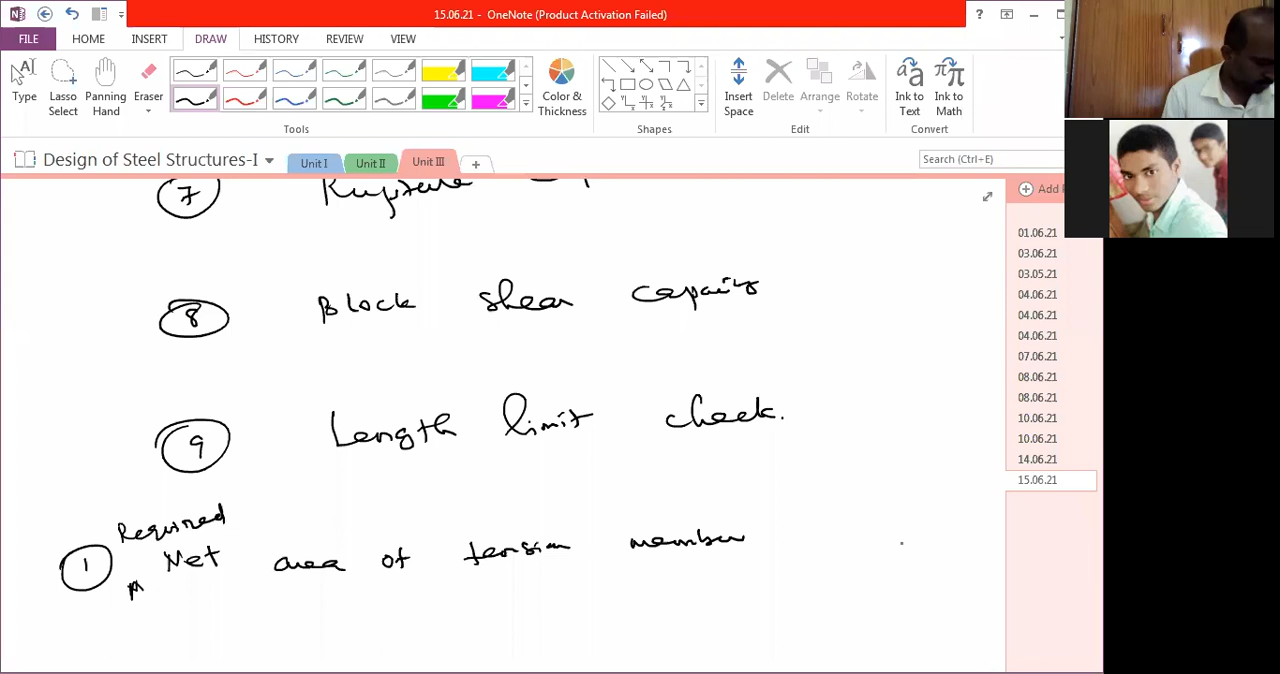 15.06.21 - OneNote (Product Activation Failed)
FILE HOME INSERT DRAW HISTORY REVIEW VIEW
Type Lasso Select Panning Hand Eraser Color & Thickness Insert Space Delete Arrange Rotate Ink to Text Ink to Math
Tools Shapes Edit Convert
Design of Steel Structures-I Unit I Unit II Unit III Search (Ctrl+E)
Add
7
8 Block shear
9 Length limit check.
Required
1 Net area of tension member
01.06.21
03.06.21
03.05.21
04.06.21
04.06.21
04.06.21
07.06.21
08.06.21
08.06.21
10.06.21
10.06.21
14.06.21
15.06.21